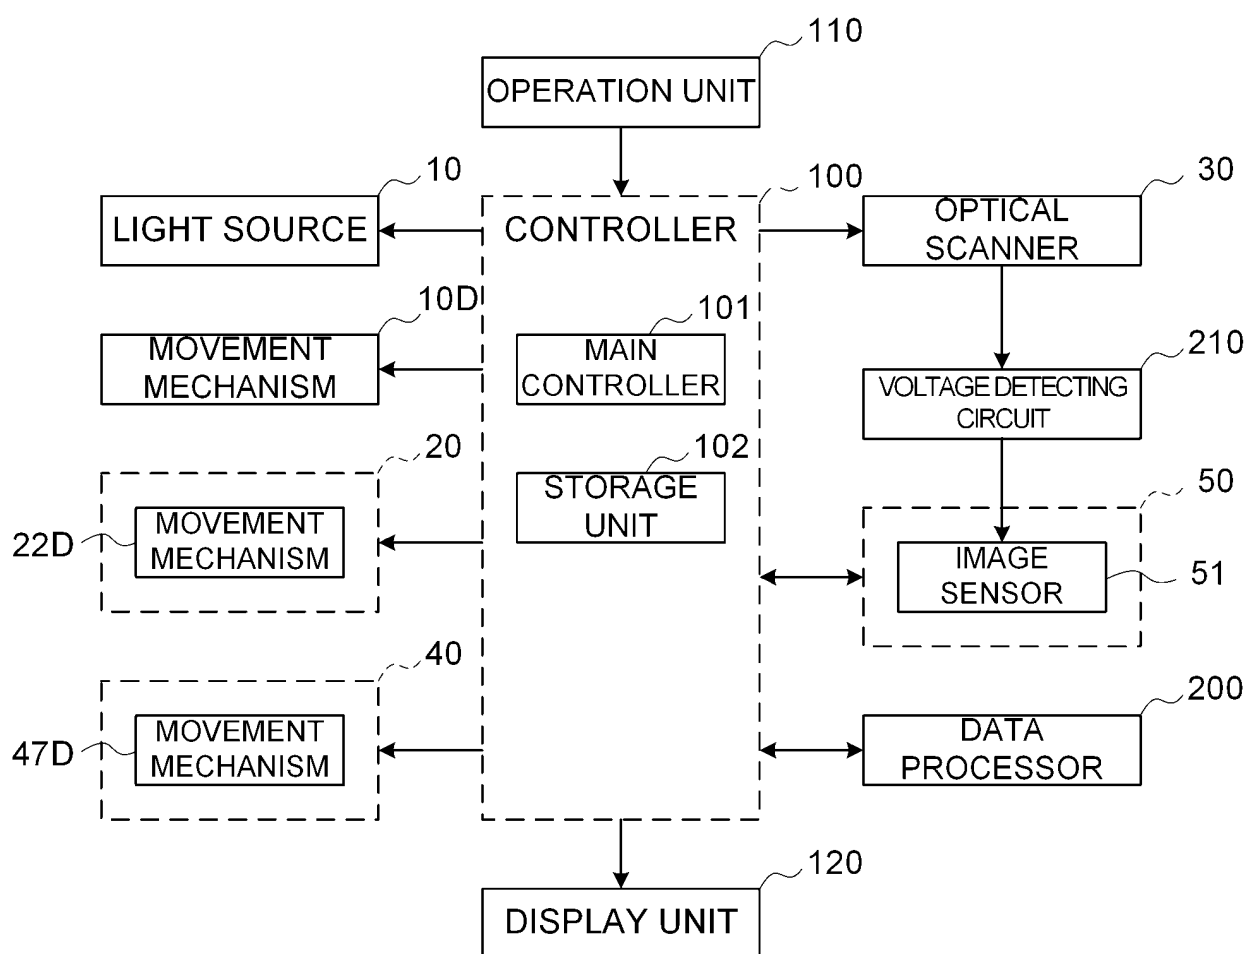 110
OPERATION UNIT
10
100
30
LIGHT SOURCE
CONTROLLER
OPTICAL
SCANNER
10D
101
210
MOVEMENT
MECHANISM
MAIN
CONTROLLER
VOLTAGE DETECTING
CIRCUIT
20
102
50
22D
MOVEMENT
MECHANISM
STORAGE
UNIT
IMAGE
SENSOR
51
40
200
47D
MOVEMENT
MECHANISM
DATA
PROCESSOR
120
DISPLAY UNIT